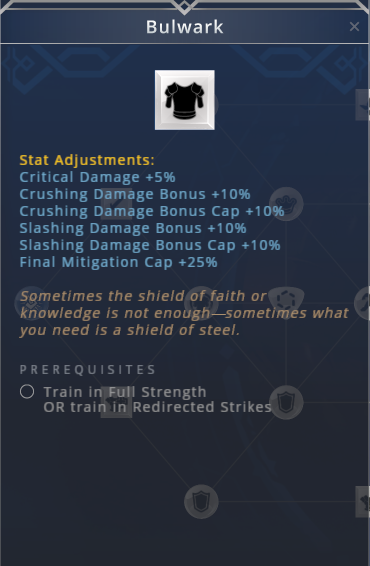 Bulwark
Stat Adjustments:
Critical Damage +5%
Crushing Damage Bonus +10%
Crushing Damage Bonus Cap +10%
Slashing Damage Bonus +10%
Slashing Damage Bonus Cap +10%
Final Mitigation Cap +25%
Sometimes the shield of faith or
knowledge is not enough—sometimes what
you need is a shield of steel.
PREREQUISITES
Train in Full Strength
OR train in Redirected Strikes